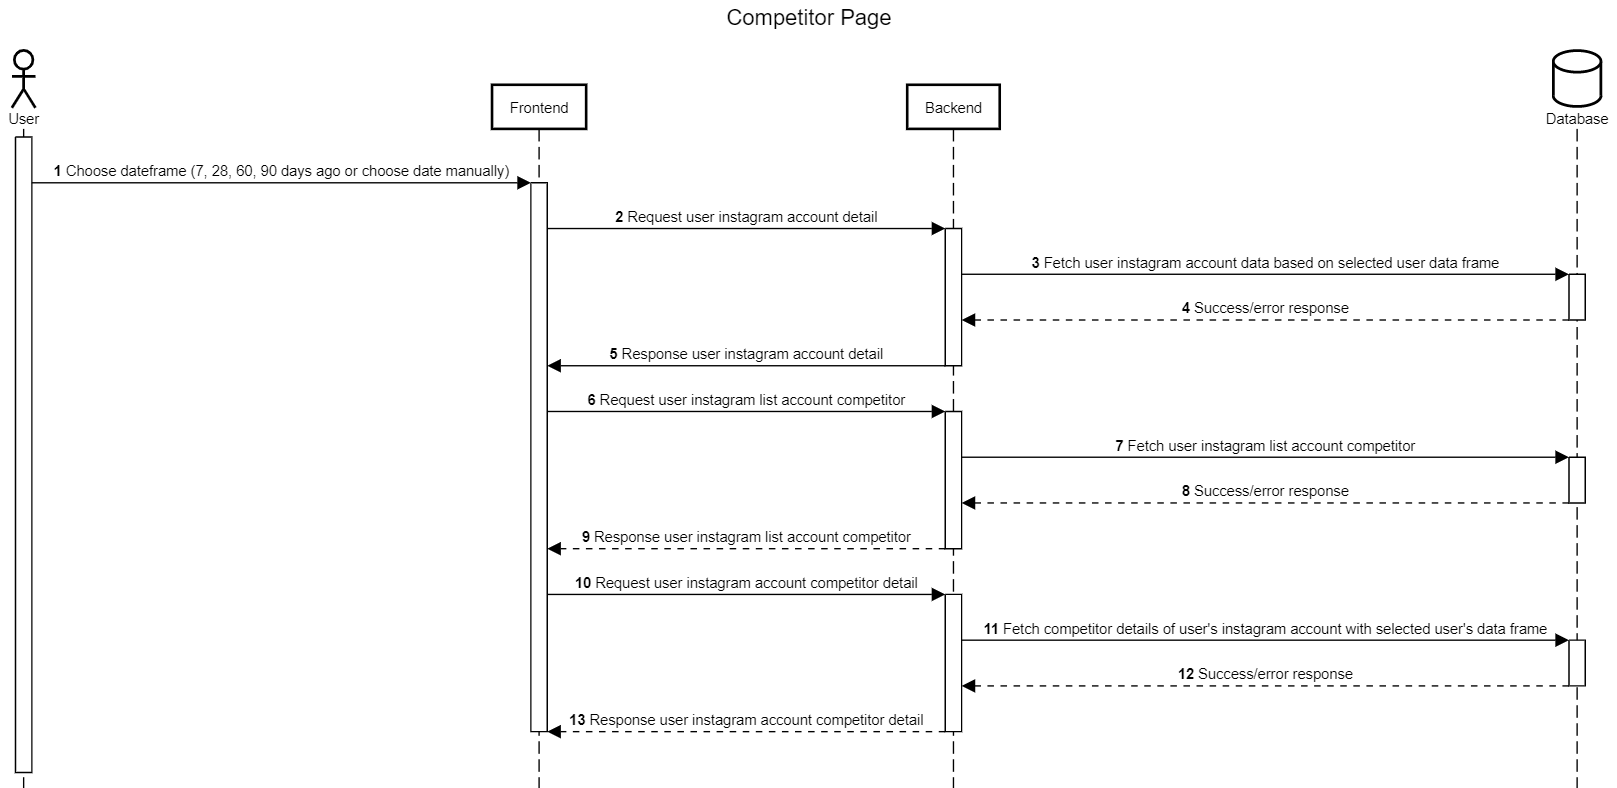 Competitor Page
User
Frontend
Backend
Database
1 Choose dateframe (7, 28, 60, 90 days ago or choose date manually)
2 Request user instagram account detail
3 Fetch user instagram account data based on selected user data frame
4 Success/error response
5 Response user instagram account detail
6 Request user instagram list account competitor
7 Fetch user instagram list account competitor
8 Success/error response
9 Response user instagram list account competitor
10 Request user instagram account competitor detail
11 Fetch competitor details of user's instagram account with selected user's data frame
12 Success/error response
13 Response user instagram account competitor detail